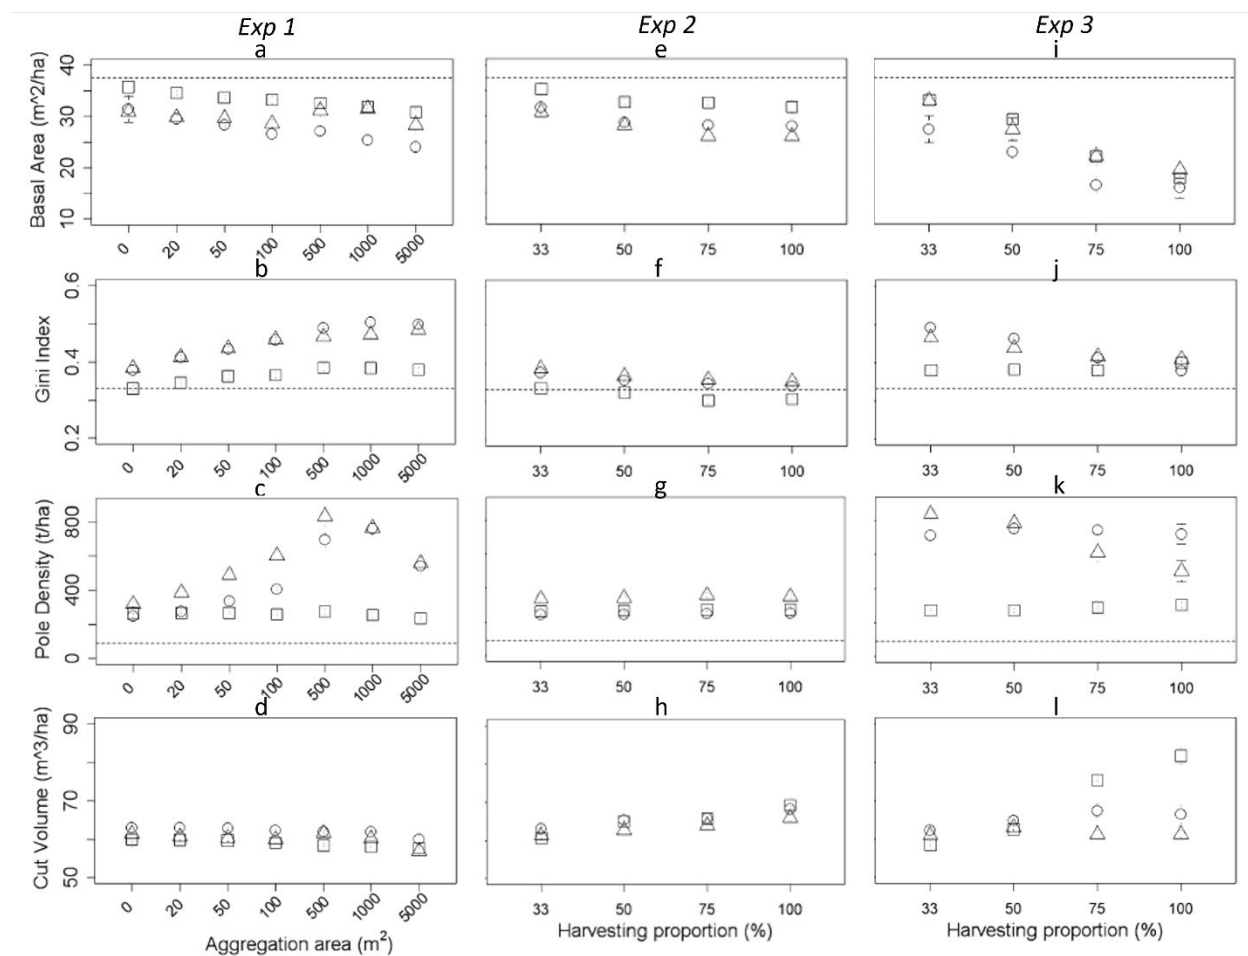 Exp 1 Exp 2 Exp 3
a e i
Basal Area (m^2/ha)
40
30
20
10
0 20 50 100 500 1000 5000
33 50 75 100
33 50 75 100
b f j
Gini Index
0.6
0.4
0.2
0 20 50 100 500 1000 5000
33 50 75 100
33 50 75 100
c g k
Pole Density (t/ha)
800
400
0
0 20 50 100 500 1000 5000
33 50 75 100
33 50 75 100
d h l
Cut Volume (m^3/ha)
90
70
50
0 20 50 100 500 1000 5000
33 50 75 100
33 50 75 100
Aggregation area (m²)
Harvesting proportion (%)
Harvesting proportion (%)